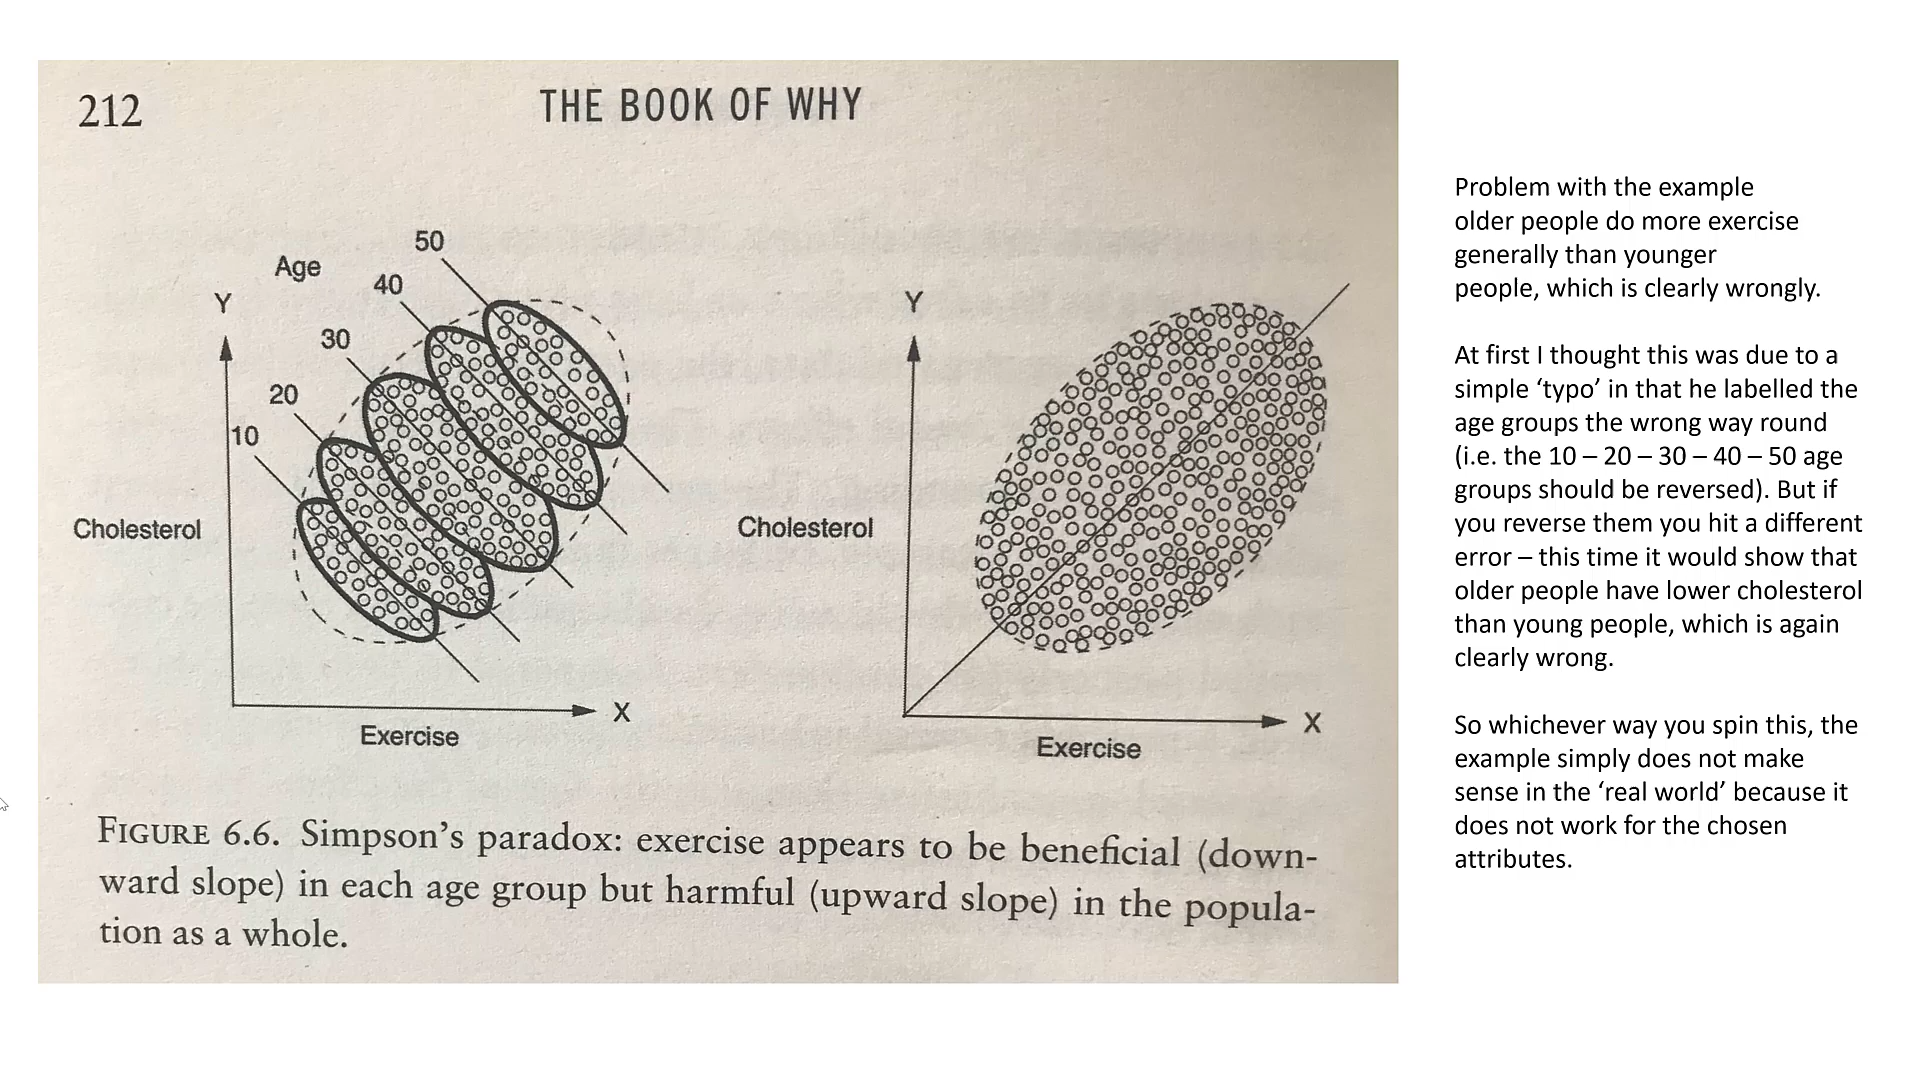 212
THE BOOK OF WHY
50
Age
40
Y
30
20
10
Cholesterol
X
Exercise
Y
Cholesterol
X
Exercise
FIGURE 6.6. Simpson’s paradox: exercise appears to be beneficial (down-
ward slope) in each age group but harmful (upward slope) in the popula-
tion as a whole.
Problem with the example
older people do more exercise
generally than younger
people, which is clearly wrongly.
At first I thought this was due to a
simple ‘typo’ in that he labelled the
age groups the wrong way round
(i.e. the 10 – 20 – 30 – 40 – 50 age
groups should be reversed). But if
you reverse them you hit a different
error – this time it would show that
older people have lower cholesterol
than young people, which is again
clearly wrong.
So whichever way you spin this, the
example simply does not make
sense in the ‘real world’ because it
does not work for the chosen
attributes.